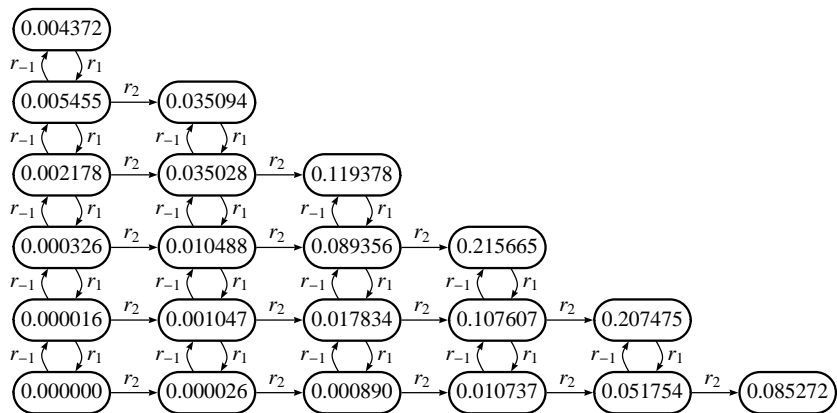 0.004372
r₋₁ r₁
0.005455 r₂ 0.035094
r₋₁ r₁ r₋₁ r₁
0.002178 r₂ 0.035028 r₂ 0.119378
r₋₁ r₁ r₋₁ r₁ r₋₁ r₁
0.000326 r₂ 0.010488 r₂ 0.089356 r₂ 0.215665
r₋₁ r₁ r₋₁ r₁ r₋₁ r₁ r₋₁ r₁
0.000016 r₂ 0.001047 r₂ 0.017834 r₂ 0.107607 r₂ 0.207475
r₋₁ r₁ r₋₁ r₁ r₋₁ r₁ r₋₁ r₁ r₋₁ r₁
0.000000 r₂ 0.000026 r₂ 0.000890 r₂ 0.010737 r₂ 0.051754 r₂ 0.085272